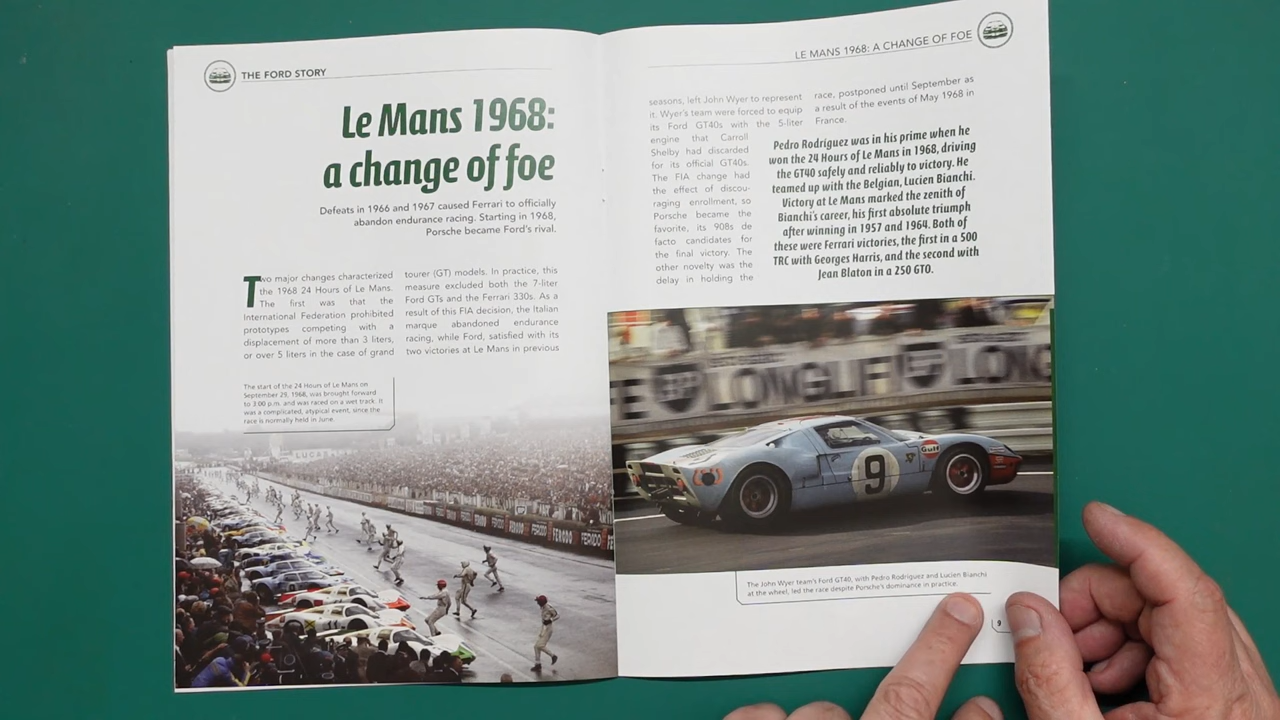 THE FORD STORY
Le Mans 1968:
a change of foe
Defeats in 1966 and 1967 caused Ferrari to officially
abandon endurance racing. Starting in 1968,
Porsche became Ford's rival.
Two major changes characterized
the 1968 24 Hours of Le Mans.
The first was that the
International Federation prohibited
prototypes competing with a
displacement of more than 3 liters,
or over 5 liters in the case of grand
tourer (GT) models. In practice, this
measure excluded both the 7-liter
Ford GTs and the Ferrari 330s. As a
result of this FIA decision, the Italian
marque abandoned endurance
racing, while Ford, satisfied with its
two victories at Le Mans in previous
The start of the 24 Hours of Le Mans on
September 29, 1968, was brought forward
to 3:00 p.m. and was raced on a wet track. It
was a complicated, atypical event, since the
race is normally held in June.
LUCAS
FERODO FERODO FERODO FERODO
11
LE MANS 1968: A CHANGE OF FOE
seasons, left John Wyer to represent
it. Wyer's team were forced to equip
its Ford GT40s with the 5-liter
engine that Carroll
Shelby had discarded
for its official GT40s.
The FIA change had
the effect of discou-
raging enrollment, so
Porsche became the
favorite, its 908s de
facto candidates for
the final victory. The
other novelty was the
delay in holding the
race, postponed until September as
a result of the events of May 1968 in
France.
Pedro Rodríguez was in his prime when he
won the 24 Hours of Le Mans in 1968, driving
the GT40 safely and reliably to victory. He
teamed up with the Belgian, Lucien Bianchi.
Victory at Le Mans marked the zenith of
Bianchi's career, his first absolute triumph
after winning in 1957 and 1964. Both of
these were Ferrari victories, the first in a 500
TRC with Georges Harris, and the second with
Jean Blaton in a 250 GTO.
FE BP LONGLIFE BP LONG
Gulf
9
The John Wyer team's Ford GT40, with Pedro Rodríguez and Lucien Bianchi
at the wheel, led the race despite Porsche's dominance in practice.
9